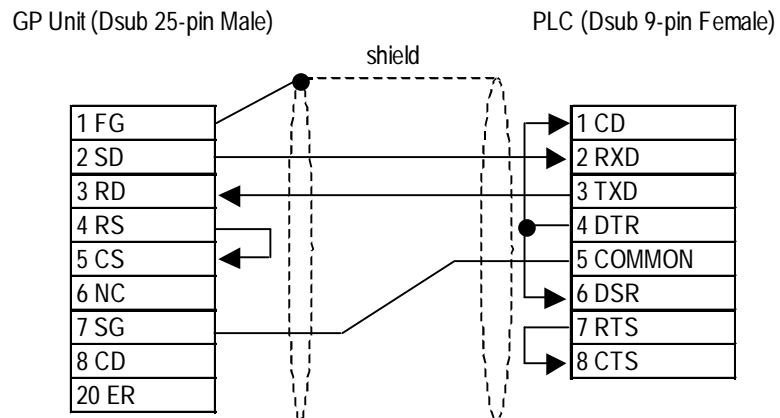 GP Unit (Dsub 25-pin Male)
PLC (Dsub 9-pin Female)
shield
1 FG
2 SD
3 RD
4 RS
5 CS
6 NC
7 SG
8 CD
20 ER
1 CD
2 RXD
3 TXD
4 DTR
5 COMMON
6 DSR
7 RTS
8 CTS